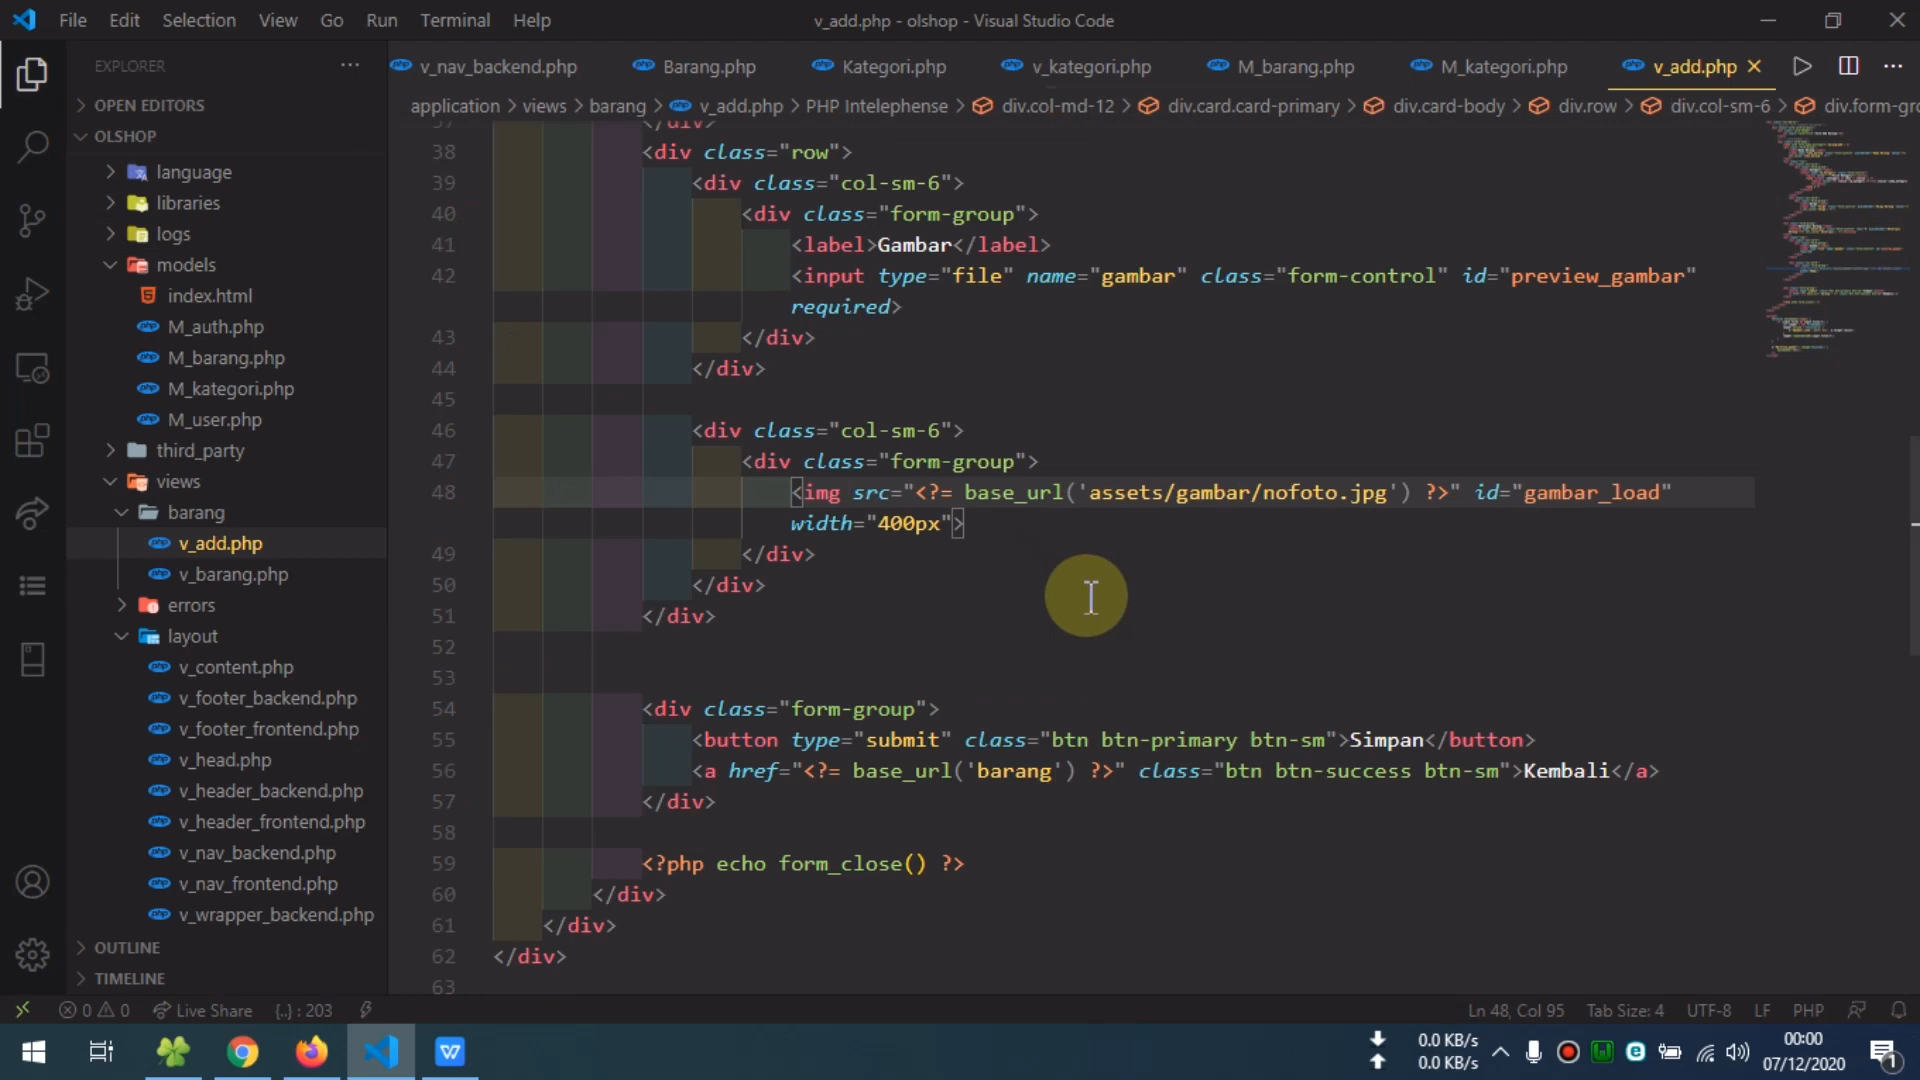 File Edit Selection View Go Run Terminal Help
v_add.php - olshop - Visual Studio Code
EXPLORER
OPEN EDITORS
OLSHOP
language
libraries
logs
models
index.html
M_auth.php
M_barang.php
M_kategori.php
M_user.php
third_party
views
barang
v_add.php
v_barang.php
errors
layout
v_content.php
v_footer_backend.php
v_footer_frontend.php
v_head.php
v_header_backend.php
v_header_frontend.php
v_nav_backend.php
v_nav_frontend.php
v_wrapper_backend.php
OUTLINE
TIMELINE
v_nav_backend.php Barang.php Kategori.php v_kategori.php M_barang.php M_kategori.php v_add.php
application > views > barang > v_add.php > PHP Intelephense > div.col-md-12 > div.card.card-primary > div.card-body > div.row > div.col-sm-6 > div.form-gro
37 </div>
38 <div class="row">
39 <div class="col-sm-6">
40 <div class="form-group">
41 <label>Gambar</label>
42 <input type="file" name="gambar" class="form-control" id="preview_gambar"
required>
43 </div>
44 </div>
45
46 <div class="col-sm-6">
47 <div class="form-group">
48 <img src="<?= base_url('assets/gambar/nofoto.jpg') ?>" id="gambar_load"
width="400px">
49 </div>
50 </div>
51 </div>
52
53
54 <div class="form-group">
55 <button type="submit" class="btn btn-primary btn-sm">Simpan</button>
56 <a href="<?= base_url('barang') ?>" class="btn btn-success btn-sm">Kembali</a>
57 </div>
58
59 <?php echo form_close() ?>
60 </div>
61 </div>
62 </div>
63
0 0 Live Share {..} : 203 Ln 48, Col 95 Tab Size: 4 UTF-8 LF PHP
0.0 KB/s
0.0 KB/s
00:00
07/12/2020
1